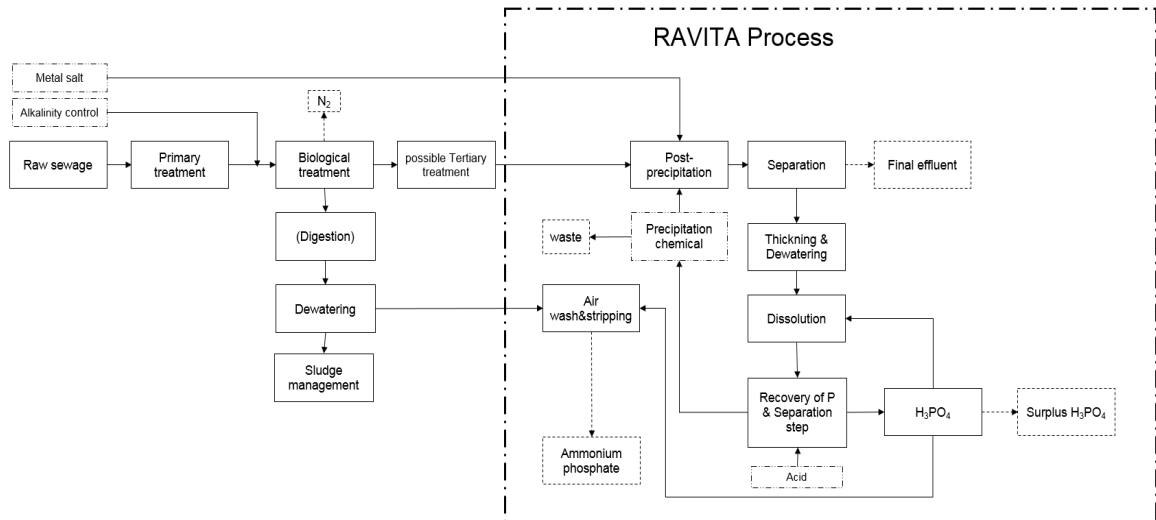 RAVITA Process
Metal salt
Alkalinity control
N₂
Raw sewage
Primary
treatment
Biological
treatment
possible Tertiary
treatment
Post-
precipitation
Separation
Final effluent
(Digestion)
waste
Precipitation
chemical
Thickning &
Dewatering
Dewatering
Air
wash&stripping
Dissolution
Sludge
management
Recovery of P
& Separation
step
H₃PO₄
Surplus H₃PO₄
Ammonium
phosphate
Acid